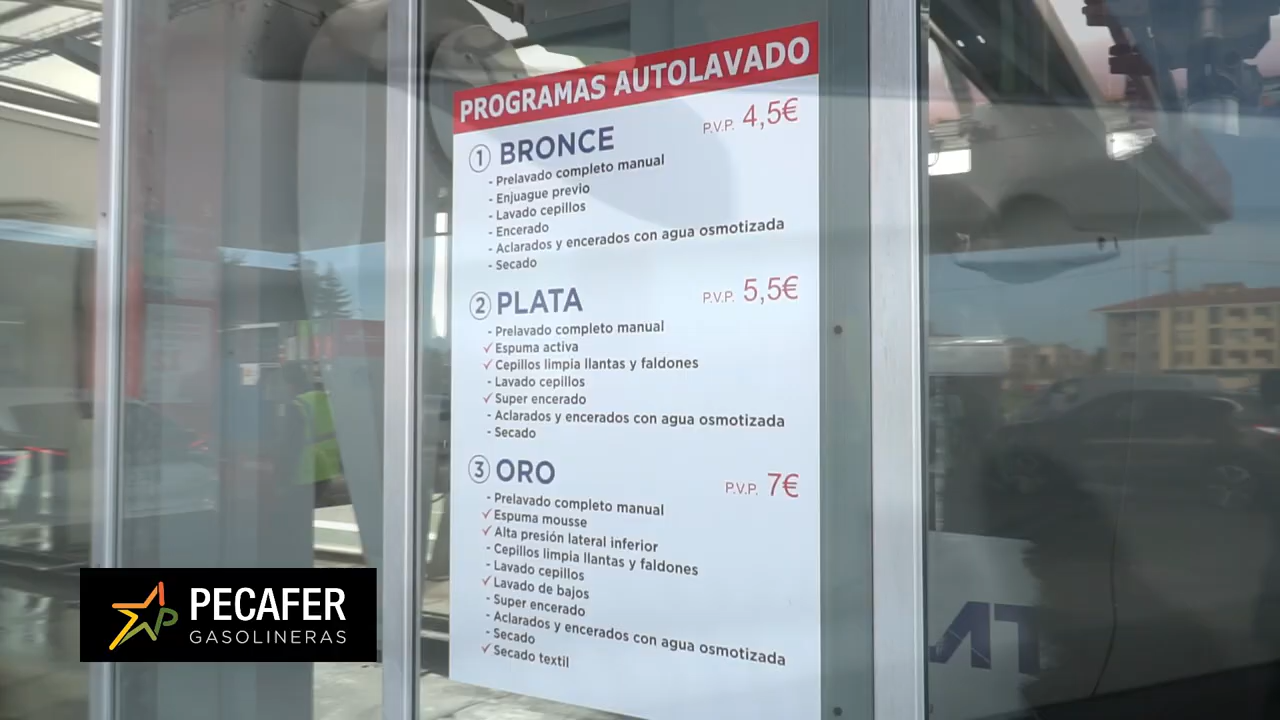 PROGRAMAS AUTOLAVADO
1 BRONCE P.V.P. 4,5€
- Prelavado completo manual
- Enjuague previo
- Lavado cepillos
- Encerado
- Aclarados y encerados con agua osmotizada
- Secado
2 PLATA P.V.P. 5,5€
- Prelavado completo manual
✓ Espuma activa
✓ Cepillos limpia llantas y faldones
- Lavado cepillos
✓ Super encerado
- Aclarados y encerados con agua osmotizada
- Secado
3 ORO P.V.P. 7€
- Prelavado completo manual
✓ Espuma mousse
✓ Alta presión lateral inferior
- Cepillos limpia llantas y faldones
- Lavado cepillos
✓ Lavado de bajos
- Super encerado
- Aclarados y encerados con agua osmotizada
- Secado
✓ Secado textil
PECAFER
GASOLINERAS